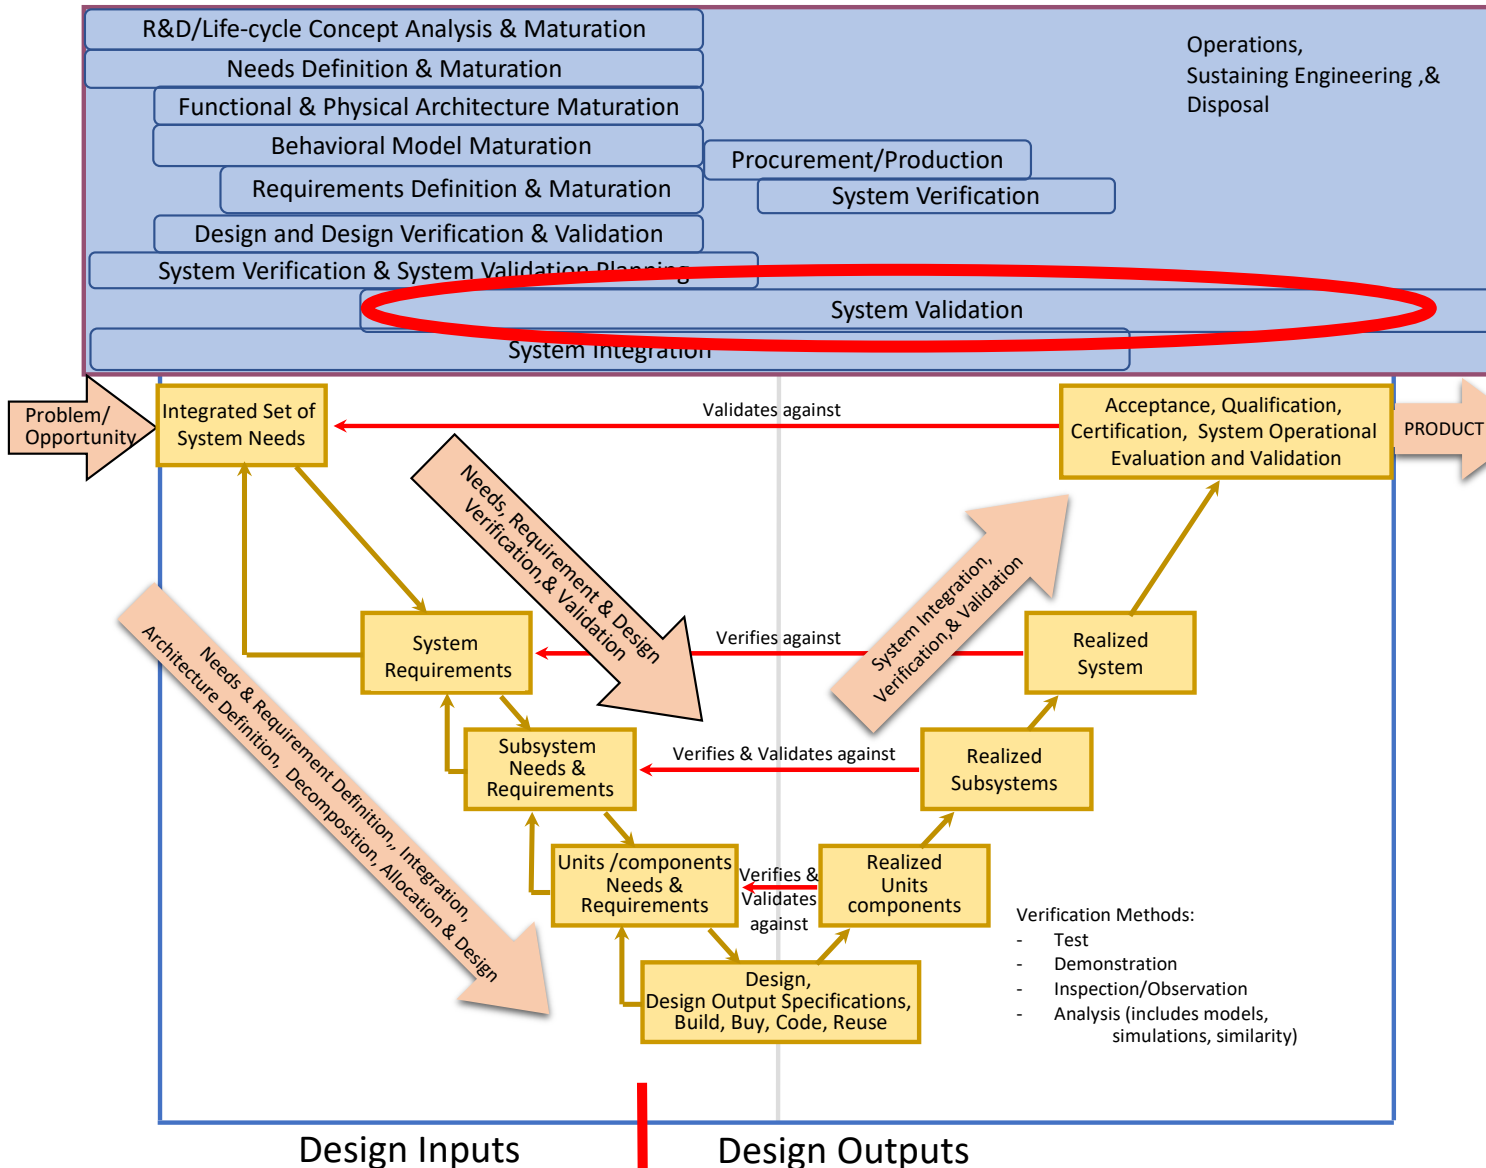 R&D/Life-cycle Concept Analysis & Maturation
Needs Definition & Maturation
Functional & Physical Architecture Maturation
Behavioral Model Maturation
Requirements Definition & Maturation
Design and Design Verification & Validation
System Verification & System Validation Planning
System Validation
System Integration
Procurement/Production
System Verification
Operations,
Sustaining Engineering ,&
Disposal
Problem/
Opportunity
Integrated Set of
System Needs
Validates against
Acceptance, Qualification,
Certification,  System Operational
Evaluation and Validation
PRODUCT
Needs, Requirement & Design
Verification,& Validation
System Integration,
Verification,& Validation
Needs & Requirement Definition,, Integration,
Architecture Definition, Decomposition, Allocation & Design
System
Requirements
Verifies against
Realized
System
Subsystem
Needs &
Requirements
Verifies & Validates against
Realized
Subsystems
Units /components
Needs &
Requirements
Verifies &
Validates
against
Realized
Units
components
Design,
Design Output Specifications,
Build, Buy, Code, Reuse
Verification Methods:
- Test
- Demonstration
- Inspection/Observation
- Analysis (includes models,
simulations, similarity)
Design Inputs
Design Outputs